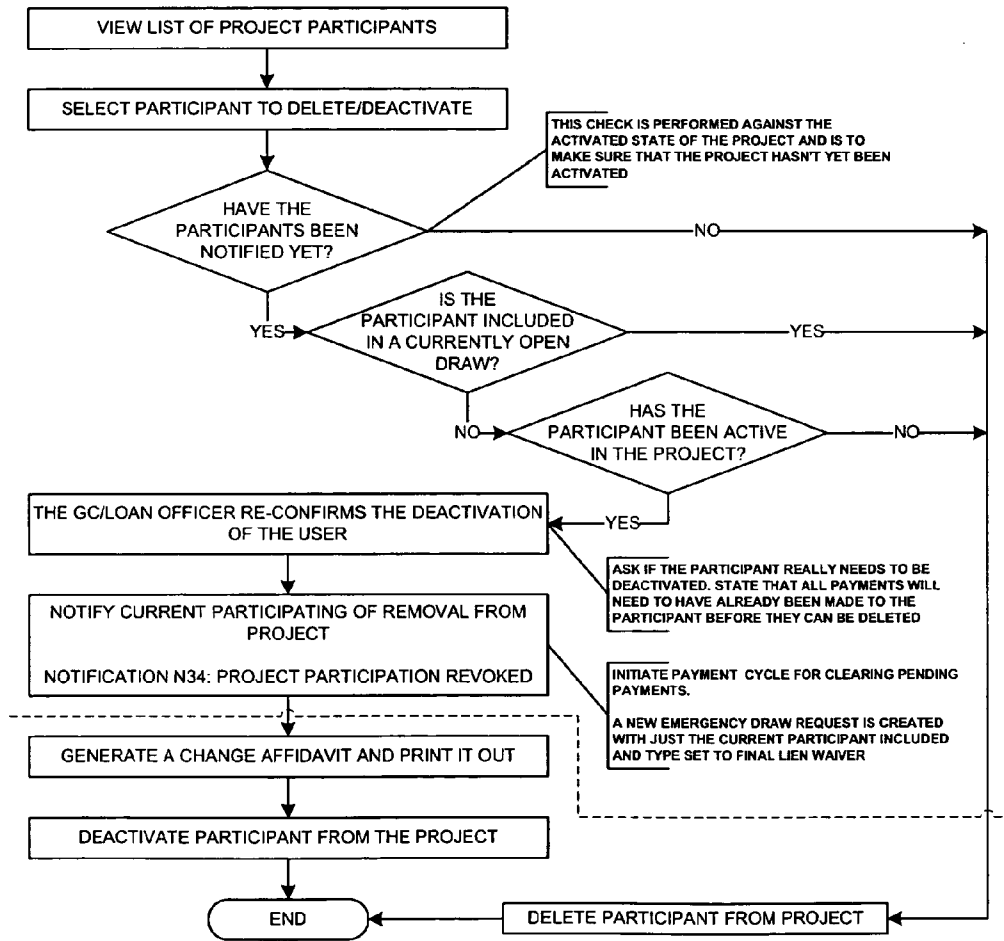 VIEW LIST OF PROJECT PARTICIPANTS
SELECT PARTICIPANT TO DELETE/DEACTIVATE
THIS CHECK IS PERFORMED AGAINST THE
ACTIVATED STATE OF THE PROJECT AND IS TO
MAKE SURE THAT THE PROJECT HASN'T YET BEEN
ACTIVATED
HAVE THE
PARTICIPANTS BEEN
NOTIFIED YET?
NO
YES
IS THE
PARTICIPANT INCLUDED
IN A CURRENTLY OPEN
DRAW?
YES
NO
HAS THE
PARTICIPANT BEEN ACTIVE
IN THE PROJECT?
NO
YES
THE GC/LOAN OFFICER RE-CONFIRMS THE DEACTIVATION
OF THE USER
ASK IF THE PARTICIPANT REALLY NEEDS TO BE
DEACTIVATED. STATE THAT ALL PAYMENTS WILL
NEED TO HAVE ALREADY BEEN MADE TO THE
PARTICIPANT BEFORE THEY CAN BE DELETED
NOTIFY CURRENT PARTICIPATING OF REMOVAL FROM
PROJECT
NOTIFICATION N34: PROJECT PARTICIPATION REVOKED
INITIATE PAYMENT CYCLE FOR CLEARING PENDING
PAYMENTS.
A NEW EMERGENCY DRAW REQUEST IS CREATED
WITH JUST THE CURRENT PARTICIPANT INCLUDED
AND TYPE SET TO FINAL LIEN WAIVER
GENERATE A CHANGE AFFIDAVIT AND PRINT IT OUT
DEACTIVATE PARTICIPANT FROM THE PROJECT
END
DELETE PARTICIPANT FROM PROJECT